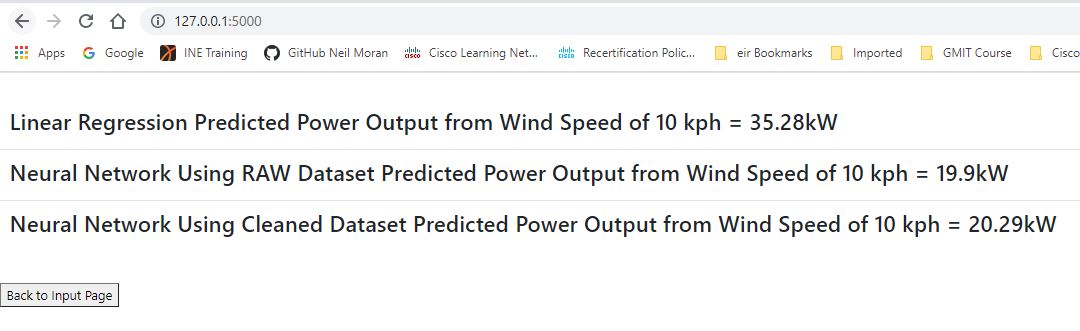 127.0.0.1:5000
Apps Google INE Training GitHub Neil Moran Cisco Learning Net... Recertification Polic... eir Bookmarks Imported GMIT Course Cisco
Linear Regression Predicted Power Output from Wind Speed of 10 kph = 35.28kW
Neural Network Using RAW Dataset Predicted Power Output from Wind Speed of 10 kph = 19.9kW
Neural Network Using Cleaned Dataset Predicted Power Output from Wind Speed of 10 kph = 20.29kW
Back to Input Page